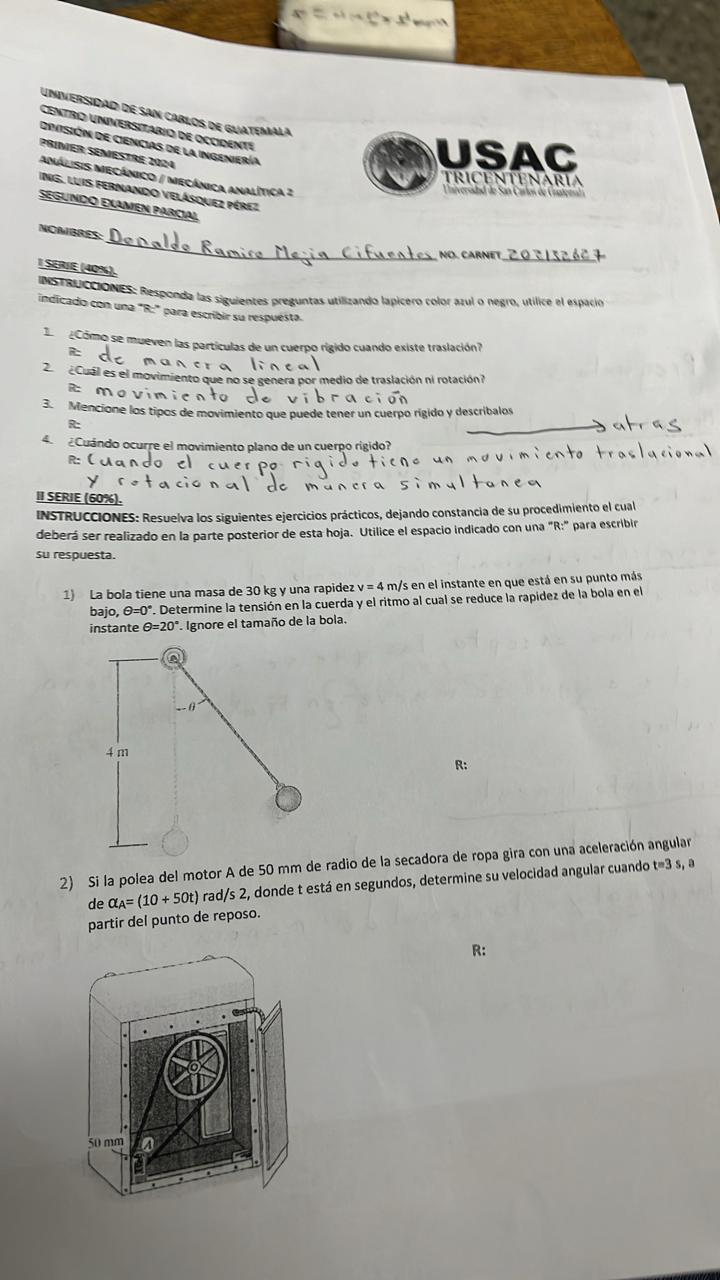 UNIVERSIDAD DE SAN CARLOS DE GUATEMALA
CENTRO UNIVERSITARIO DE OCCIDENTE
DIVISIÓN DE CIENCIAS DE LA INGENIERÍA
PRIMER SEMESTRE 2024
ANÁLISIS MECÁNICO // MECÁNICA ANALÍTICA 2
ING. LUIS FERNANDO VELÁSQUEZ PÉREZ
SEGUNDO EXAMEN PARCIAL
USAC
TRICENTENARIA
Universidad de San Carlos de Guatemala
NOMBRES: Donaldo Ramiro Mejia Cifuentes NO. CARNET 202132627
I SERIE (40%).
INSTRUCCIONES: Responda las siguientes preguntas utilizando lapicero color azul o negro, utilice el espacio
indicado con una "R:" para escribir su respuesta.
1. ¿Cómo se mueven las partículas de un cuerpo rígido cuando existe traslación?
R: de manera lineal
2. ¿Cuál es el movimiento que no se genera por medio de traslación ni rotación?
R: movimiento de vibración
3. Mencione los tipos de movimiento que puede tener un cuerpo rígido y descríbalos
R: atras
4. ¿Cuándo ocurre el movimiento plano de un cuerpo rígido?
R: Cuando el cuerpo rigido tiene un movimiento traslacional
y rotacional de manera simultanea
II SERIE (60%).
INSTRUCCIONES: Resuelva los siguientes ejercicios prácticos, dejando constancia de su procedimiento el cual
deberá ser realizado en la parte posterior de esta hoja. Utilice el espacio indicado con una "R:" para escribir
su respuesta.
1) La bola tiene una masa de 30 kg y una rapidez v = 4 m/s en el instante en que está en su punto más
bajo, Θ=0°. Determine la tensión en la cuerda y el ritmo al cual se reduce la rapidez de la bola en el
instante Θ=20°. Ignore el tamaño de la bola.
θ
4 m
R:
2) Si la polea del motor A de 50 mm de radio de la secadora de ropa gira con una aceleración angular
de αA= (10 + 50t) rad/s 2, donde t está en segundos, determine su velocidad angular cuando t=3 s, a
partir del punto de reposo.
R:
50 mm
A